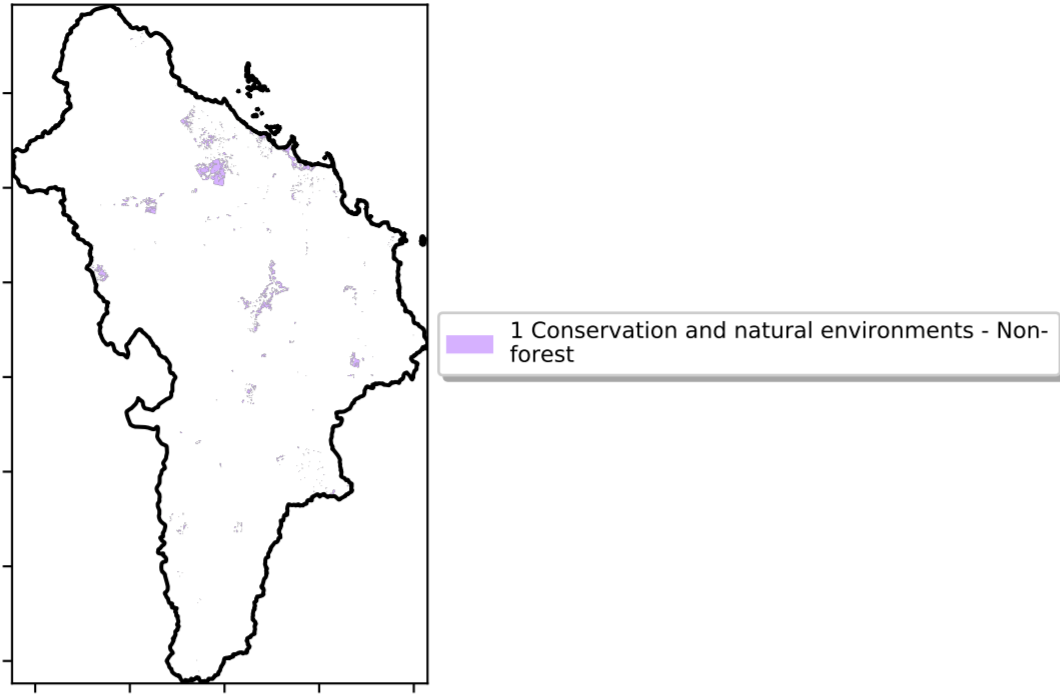 1 Conservation and natural environments - Non-
forest